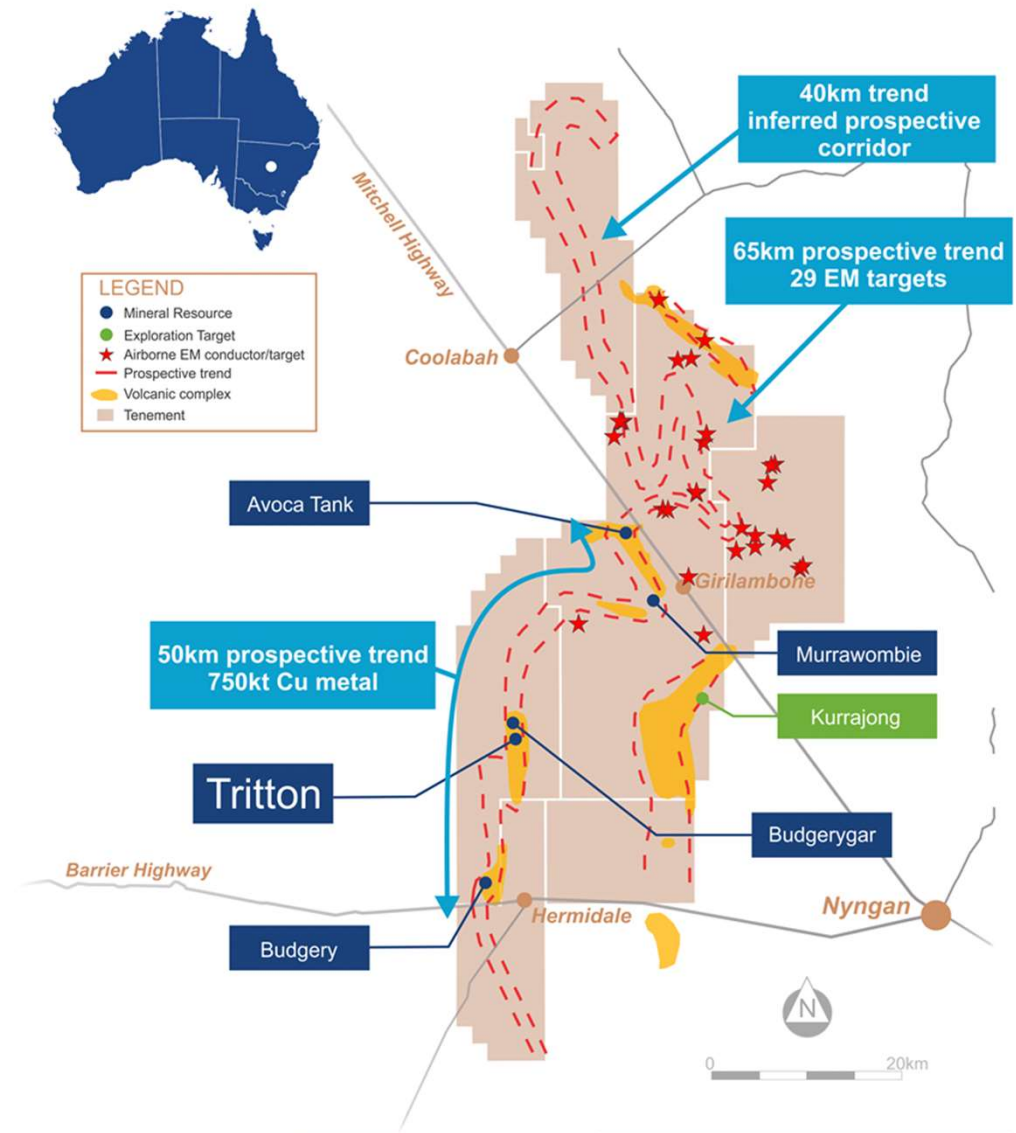 40km trend
inferred prospective
corridor
Mitchell Highway
65km prospective trend
29 EM targets
LEGEND
Mineral Resource
Exploration Target
Airborne EM conductor/target
Prospective trend
Volcanic complex
Tenement
Coolabah
Avoca Tank
Girilambone
50km prospective trend
750kt Cu metal
Murrawombie
Kurrajong
Tritton
Budgerygar
Barrier Highway
Nyngan
Hermidale
Budgery
N
0 20km